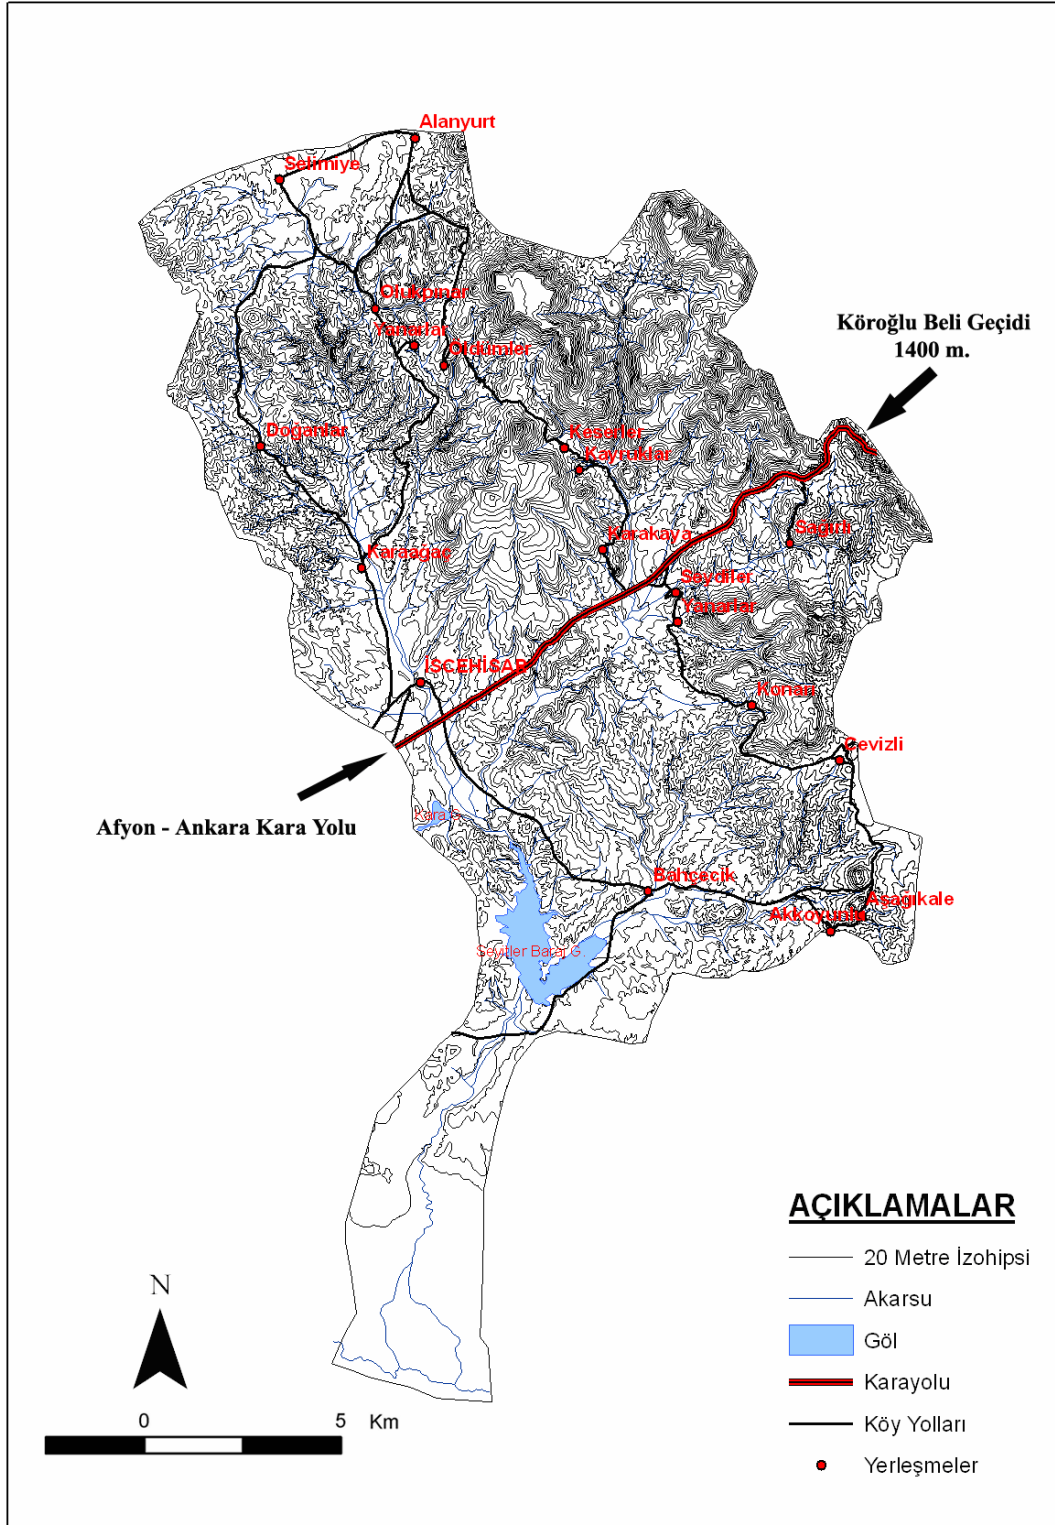 Alanyurt
Selimiye
Olukpınar
Yanarlar
Öldümler
Köroğlu Beli Geçidi
1400 m.
Doğanlar
Keserler
Kayruklar
Karakaya
Sağırlı
Karaağaç
Seydiler
Yanarlar
İSCEHİSAR
Konarı
Cevizli
Afyon - Ankara Kara Yolu
Kara G.
Bahçecik
Aşağıkale
Akkoyunlu
Seyitler Baraj G.
AÇIKLAMALAR
20 Metre İzohipsi
Akarsu
Göl
Karayolu
Köy Yolları
Yerleşmeler
N
0 5 Km